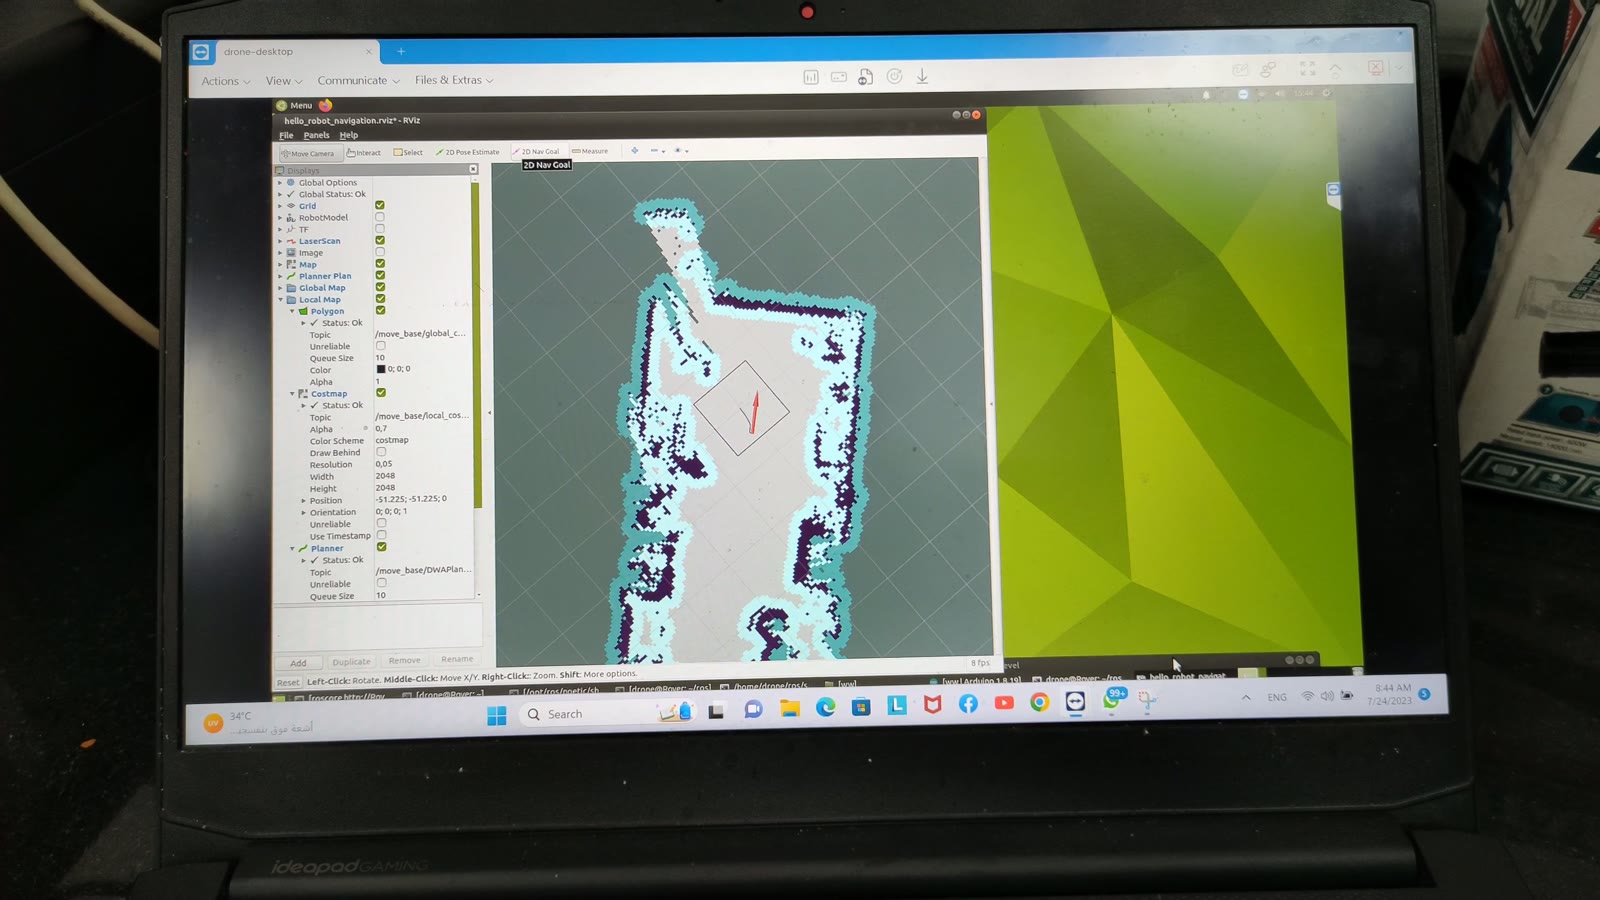 drone-desktop
Actions View Communicate Files & Extras
Menu
hello_robot_navigation.rviz* - RViz
File Panels Help
Move Camera Interact Select 2D Pose Estimate 2D Nav Goal Measure
2D Nav Goal
Displays
Global Options
Global Status: Ok
Grid
RobotModel
TF
LaserScan
Image
Map
Planner Plan
Global Map
Local Map
Polygon
Status: Ok
Topic /move_base/global_c...
Unreliable
Queue Size 10
Color 0; 0; 0
Alpha 1
Costmap
Status: Ok
Topic /move_base/local_cos...
Alpha 0,7
Color Scheme costmap
Draw Behind
Resolution 0,05
Width 2048
Height 2048
Position -51.225; -51.225; 0
Orientation 0; 0; 0; 1
Unreliable
Use Timestamp
Planner
Status: Ok
Topic /move_base/DWAPlan...
Unreliable
Queue Size 10
Add Duplicate Remove Rename
Reset Left-Click: Rotate. Middle-Click: Move X/Y. Right-Click:: Zoom. Shift: More options.
8 fps
34°C
Search
99+
ENG
8:44 AM
7/24/2023
5
UV
ideapad GAMING